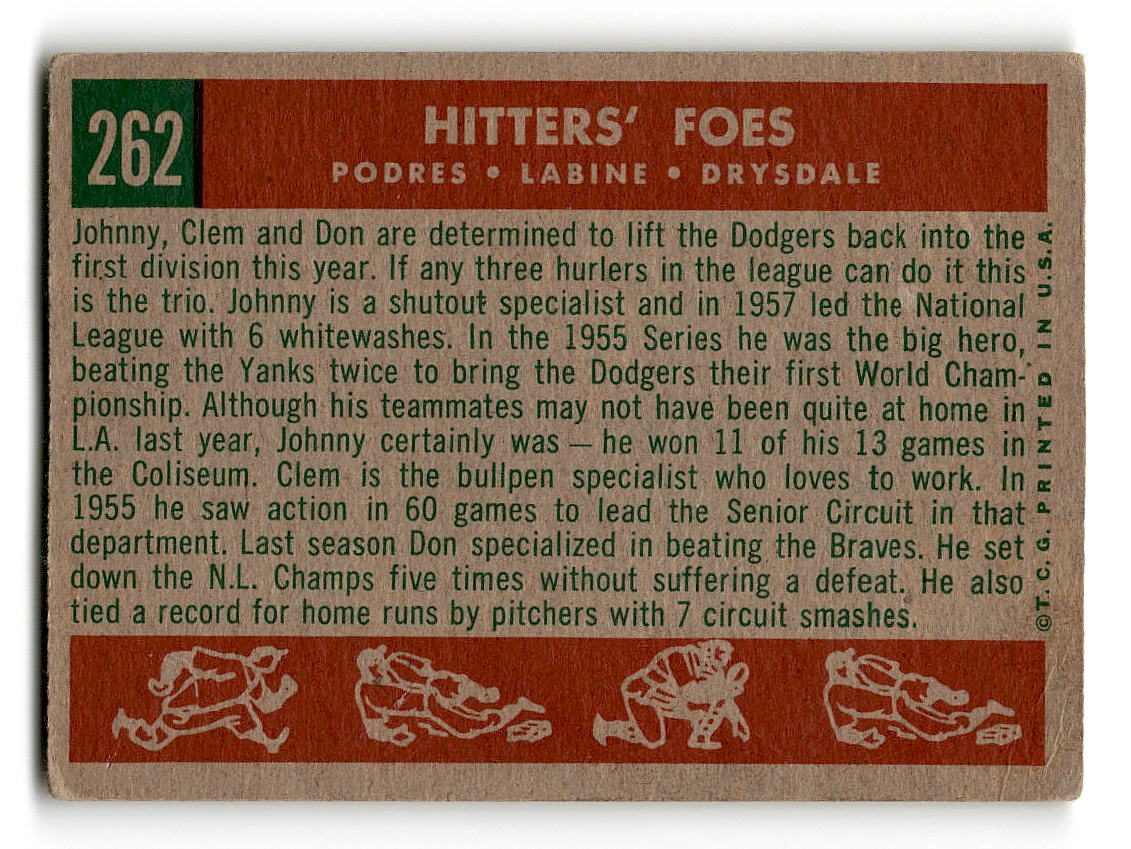 262
HITTERS' FOES
PODRES • LABINE • DRYSDALE
Johnny, Clem and Don are determined to lift the Dodgers back into the
first division this year. If any three hurlers in the league can do it this
is the trio. Johnny is a shutout specialist and in 1957 led the National
League with 6 whitewashes. In the 1955 Series he was the big hero,
beating the Yanks twice to bring the Dodgers their first World Cham-
pionship. Although his teammates may not have been quite at home in
L.A. last year, Johnny certainly was — he won 11 of his 13 games in
the Coliseum. Clem is the bullpen specialist who loves to work. In
1955 he saw action in 60 games to lead the Senior Circuit in that
department. Last season Don specialized in beating the Braves. He set
down the N.L. Champs five times without suffering a defeat. He also
tied a record for home runs by pitchers with 7 circuit smashes.
©T. C. G. PRINTED IN U.S.A.